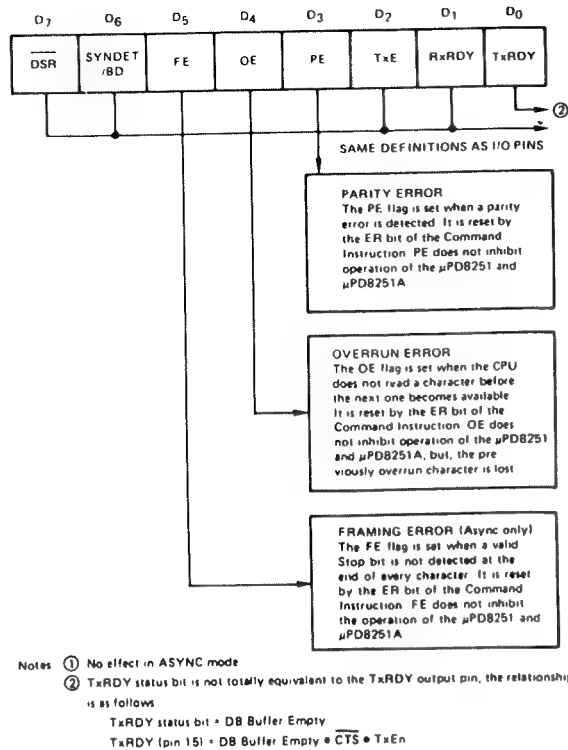 D7 D6 D5 D4 D3 D2 D1 D0
DSR SYNDET /BD FE OE PE TxE RxRDY TxRDY
②
SAME DEFINITIONS AS I/O PINS
PARITY ERROR
The PE flag is set when a parity
error is detected. It is reset by
the ER bit of the Command
Instruction PE does not inhibit
operation of the µPD8251 and
µPD8251A
OVERRUN ERROR
The OE flag is set when the CPU
does not read a character before
the next one becomes available
It is reset by the ER bit of the
Command Instruction OE does
not inhibit operation of the µPD8251
and µPD8251A, but, the pre
viously overrun character is lost
FRAMING ERROR (Async only)
The FE flag is set when a valid
Stop bit is not detected at the
end of every character It is reset
by the ER bit of the Command
Instruction FE does not inhibit
the operation of the µPD8251 and
µPD8251A
Notes ① No effect in ASYNC mode
② TxRDY status bit is not totally equivalent to the TxRDY output pin, the relationship
is as follows
TxRDY status bit = DB Buffer Empty
TxRDY (pin 15) = DB Buffer Empty • CTS • TxEn